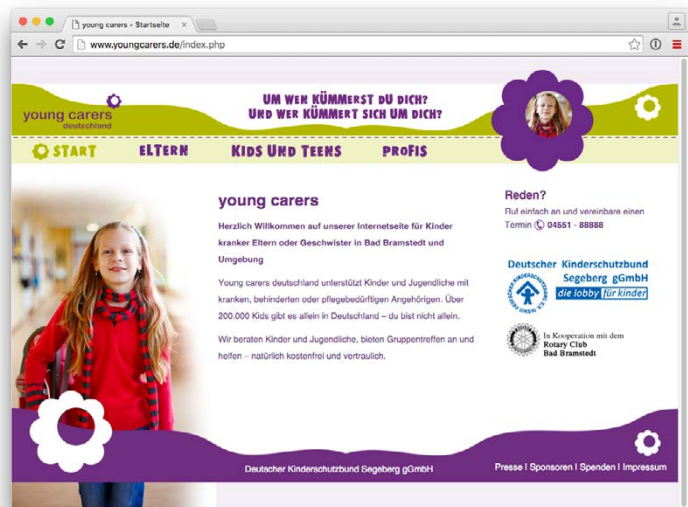 young carers - Startseite
www.youngcarers.de/index.php
young carers
deutschland
UM WEN KÜMMERST DU DICH?
UND WER KÜMMERT SICH UM DICH?
START ELTERN KIDS UND TEENS PROFIS
young carers
Herzlich Willkommen auf unserer Internetseite für Kinder
kranker Eltern oder Geschwister in Bad Bramstedt und
Umgebung
Young carers deutschland unterstützt Kinder und Jugendliche mit
kranken, behinderten oder pflegebedürftigen Angehörigen. Über
200.000 Kids gibt es allein in Deutschland – du bist nicht allein.
Wir beraten Kinder und Jugendliche, bieten Gruppentreffen an und
helfen – natürlich kostenfrei und vertraulich.
Reden?
Ruf einfach an und vereinbare einen
Termin 04551 - 88888
Deutscher Kinderschutzbund
Segeberg gGmbH
die lobby für kinder
In Kooperation mit dem
Rotary Club
Bad Bramstedt
Deutscher Kinderschutzbund Segeberg gGmbH
Presse I Sponsoren I Spenden I Impressum